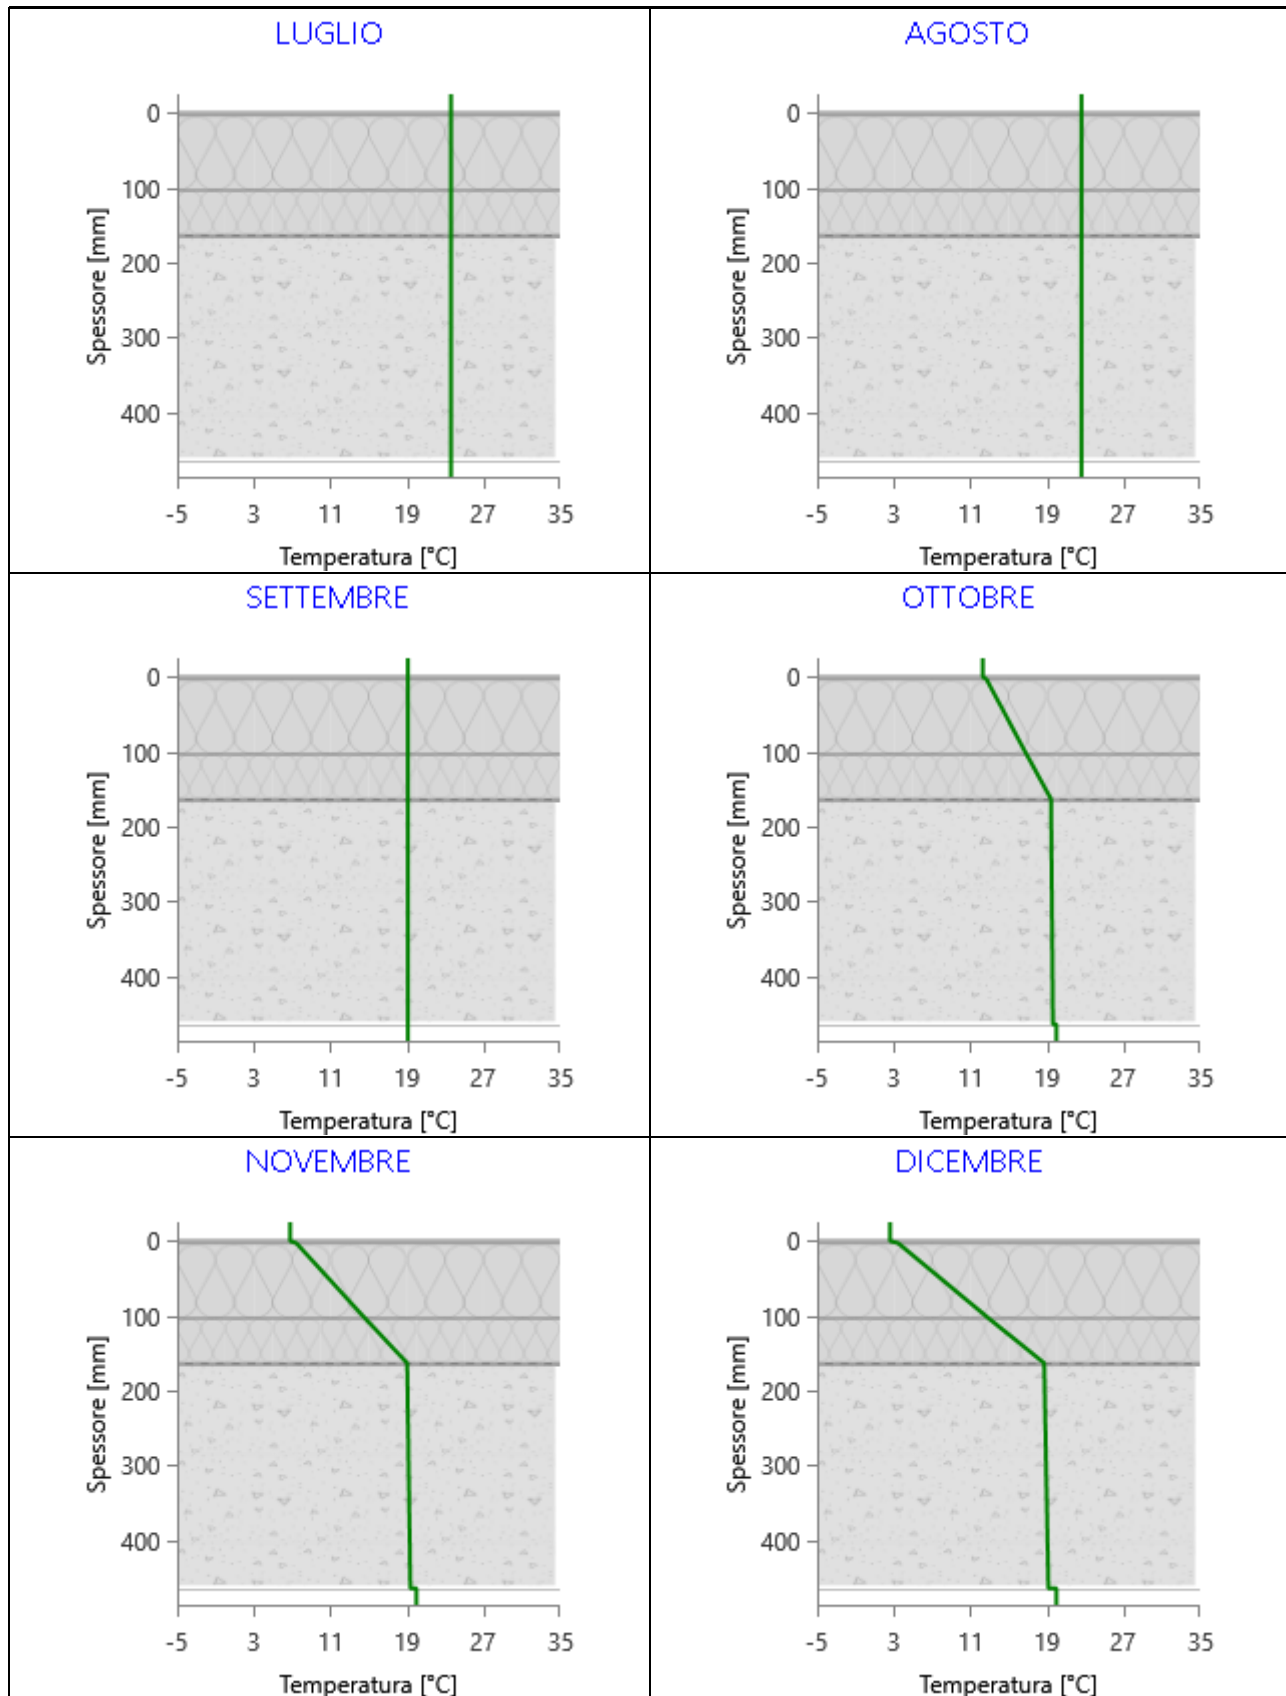 LUGLIO
0
100
200
300
400
Spessore [mm]
-5 3 11 19 27 35
Temperatura [°C]
AGOSTO
0
100
200
300
400
Spessore [mm]
-5 3 11 19 27 35
Temperatura [°C]
SETTEMBRE
0
100
200
300
400
Spessore [mm]
-5 3 11 19 27 35
Temperatura [°C]
OTTOBRE
0
100
200
300
400
Spessore [mm]
-5 3 11 19 27 35
Temperatura [°C]
NOVEMBRE
0
100
200
300
400
Spessore [mm]
-5 3 11 19 27 35
Temperatura [°C]
DICEMBRE
0
100
200
300
400
Spessore [mm]
-5 3 11 19 27 35
Temperatura [°C]